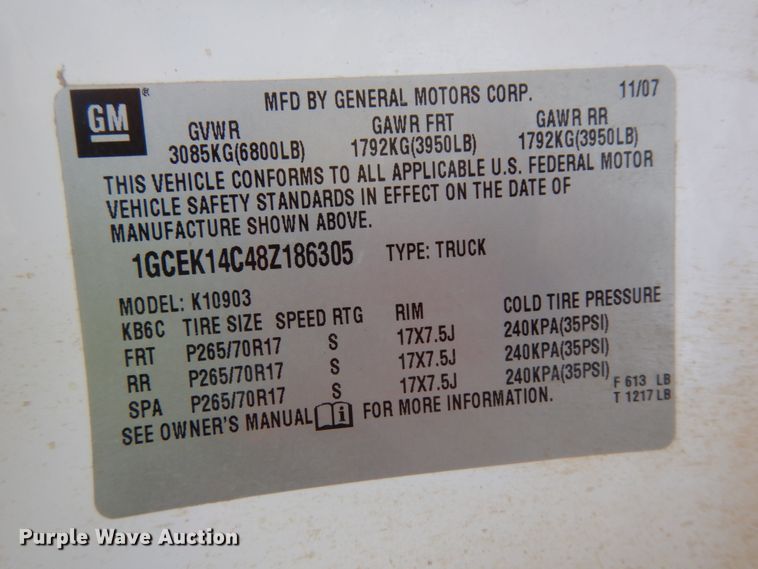 GM®
MFD BY GENERAL MOTORS CORP. 11/07
GVWR GAWR FRT GAWR RR
3085KG(6800LB) 1792KG(3950LB) 1792KG(3950LB)
THIS VEHICLE CONFORMS TO ALL APPLICABLE U.S. FEDERAL MOTOR
VEHICLE SAFETY STANDARDS IN EFFECT ON THE DATE OF
MANUFACTURE SHOWN ABOVE.
1GCEK14C48Z186305 TYPE: TRUCK
MODEL: K10903
KB6C TIRE SIZE SPEED RTG RIM COLD TIRE PRESSURE
FRT P265/70R17 S 17X7.5J 240KPA(35PSI)
RR P265/70R17 S 17X7.5J 240KPA(35PSI)
SPA P265/70R17 S 17X7.5J 240KPA(35PSI)
SEE OWNER'S MANUAL i FOR MORE INFORMATION.
F 613 LB
T 1217 LB
Purple Wave Auction